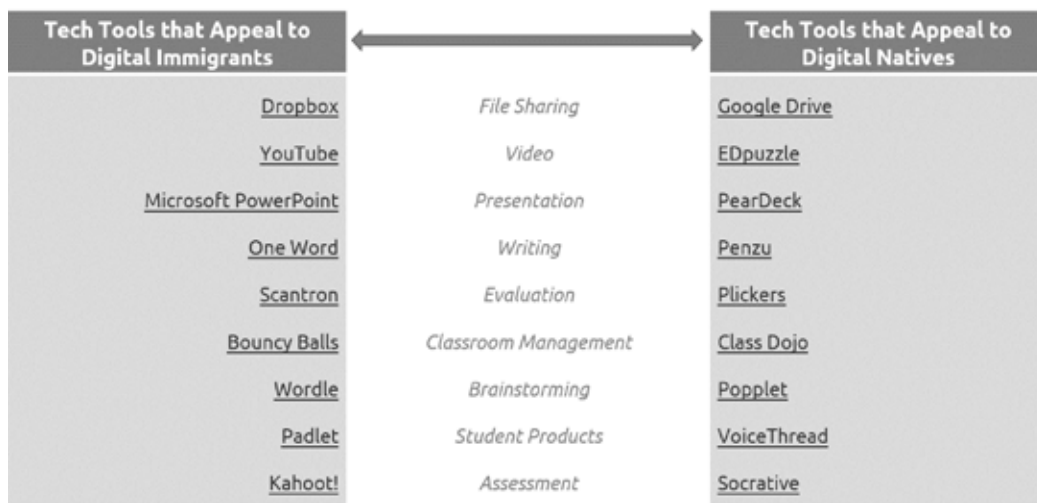 Tech Tools that Appeal to
Digital Immigrants
Tech Tools that Appeal to
Digital Natives
Dropbox File Sharing Google Drive
YouTube Video EDpuzzle
Microsoft PowerPoint Presentation PearDeck
One Word Writing Penzu
Scantron Evaluation Plickers
Bouncy Balls Classroom Management Class Dojo
Wordle Brainstorming Popplet
Padlet Student Products VoiceThread
Kahoot! Assessment Socrative